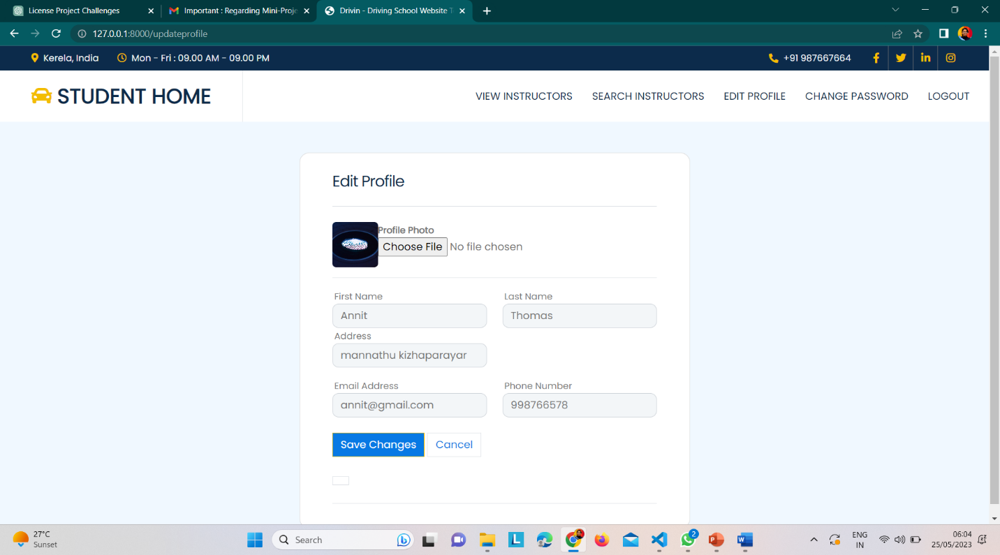 License Project Challenges
Important : Regarding Mini-Proje
Drivin - Driving School Website T
127.0.0.1:8000/updateprofile
Kerela, India
Mon - Fri : 09.00 AM - 09.00 PM
+91 987667664
STUDENT HOME
VIEW INSTRUCTORS
SEARCH INSTRUCTORS
EDIT PROFILE
CHANGE PASSWORD
LOGOUT
Edit Profile
Profile Photo
Choose File No file chosen
First Name
Last Name
Annit
Thomas
Address
mannathu kizhaparayar
Email Address
Phone Number
annit@gmail.com
998766578
Save Changes
Cancel
27°C
Sunset
Search
2
ENG
IN
06:04
25/05/2023